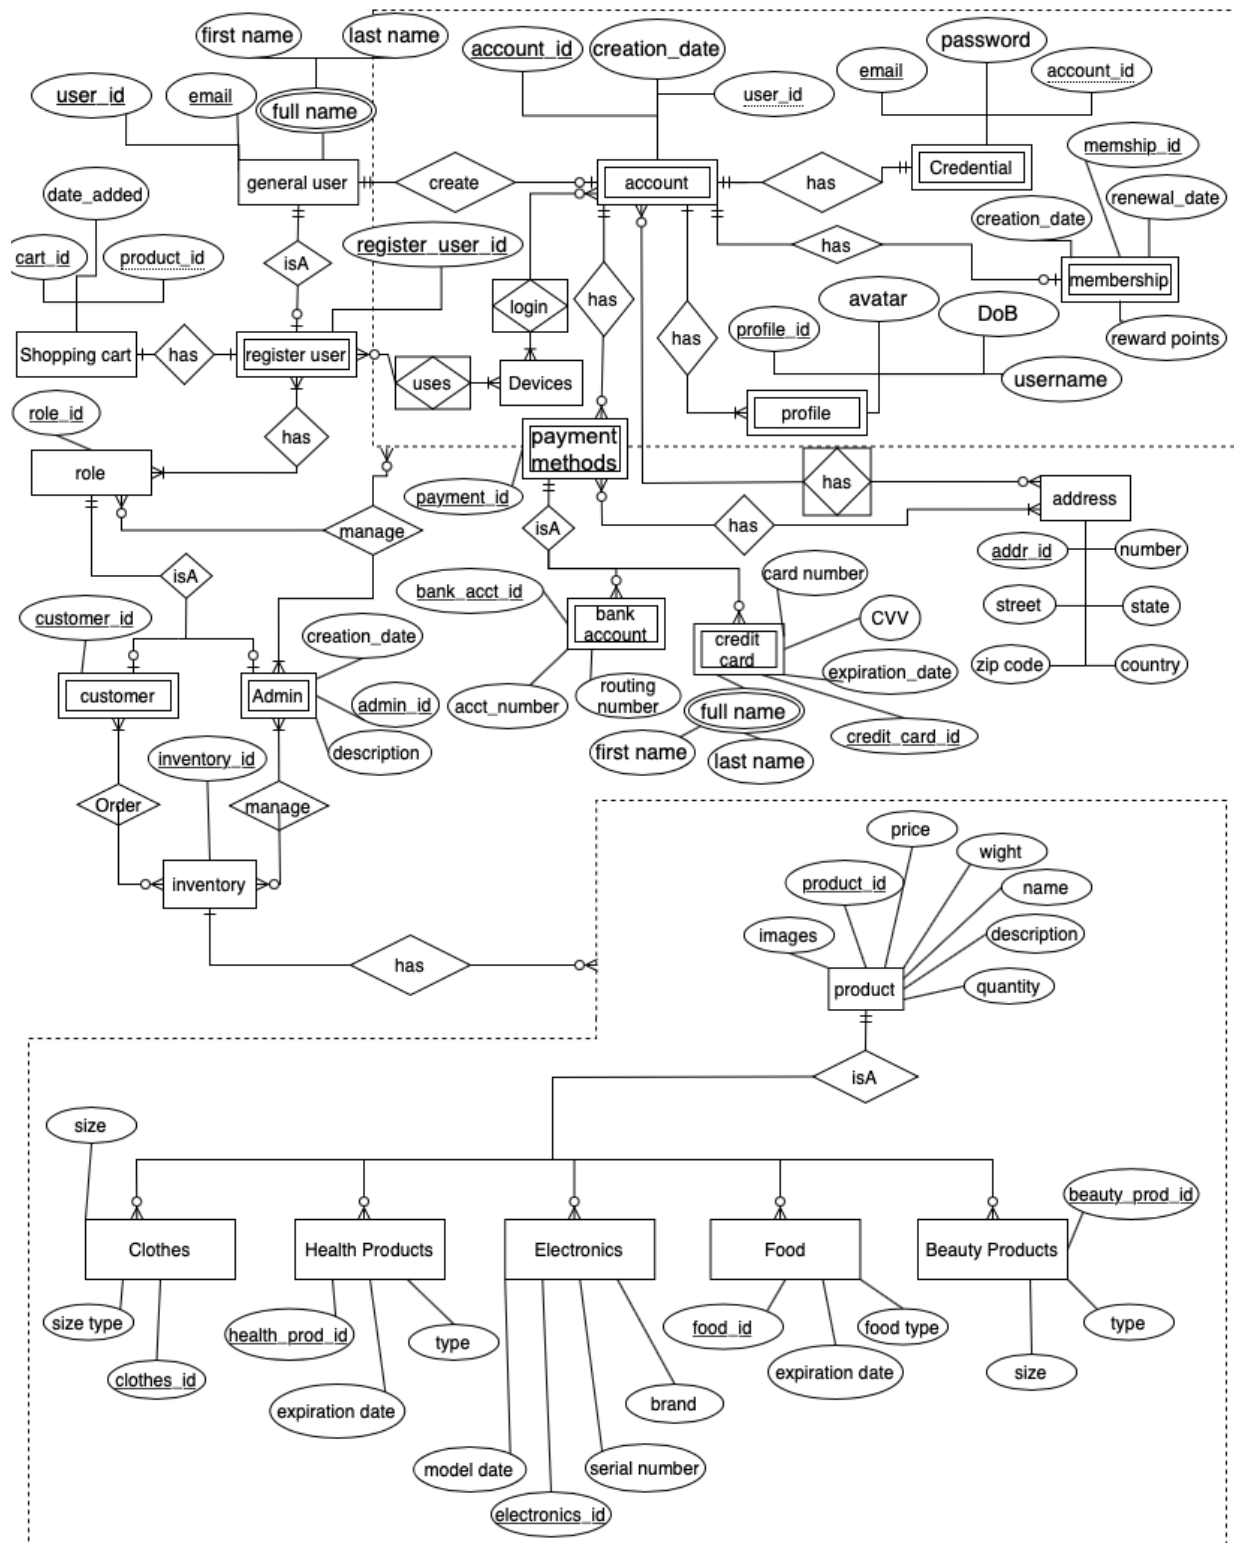 first name
last name
account_id
creation_date
password
email
account_id
user_id
email
full name
user_id
memship_id
general user
create
account
has
Credential
renewal_date
date_added
creation_date
isA
register_user_id
has
cart_id
product_id
membership
has
avatar
login
DoB
profile_id
has
reward points
Shopping cart
has
register user
uses
Devices
username
role_id
profile
has
payment
methods
role
has
address
payment_id
manage
isA
has
addr_id
number
isA
card number
bank_acct_id
street
state
customer_id
creation_date
bank
account
credit
card
CVV
zip code
country
expiration_date
customer
Admin
admin_id
acct_number
routing
number
full name
credit_card_id
description
first name
last name
inventory_id
Order
manage
price
wight
inventory
product_id
name
images
description
has
product
quantity
isA
size
beauty_prod_id
Clothes
Health Products
Electronics
Food
Beauty Products
size type
health_prod_id
type
food_id
food type
type
clothes_id
expiration date
size
expiration date
brand
model date
serial number
electronics_id